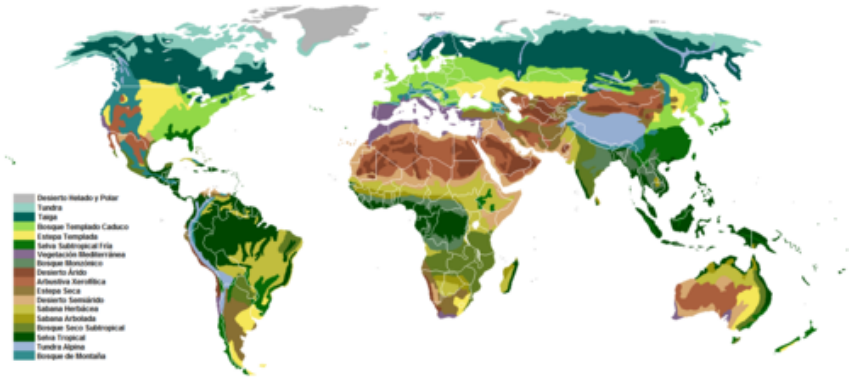 Desierto Helado y Polar
Tundra
Taiga
Bosque Templado Caduco
Estepa Templada
Selva Subtropical Fría
Vegetación Mediterránea
Bosque Monzónico
Desierto Árido
Arbustiva Xerofítica
Estepa Seca
Desierto Semiárido
Sabana Herbácea
Sabana Arbolada
Bosque Seco Subtropical
Selva Tropical
Tundra Alpina
Bosque de Montaña